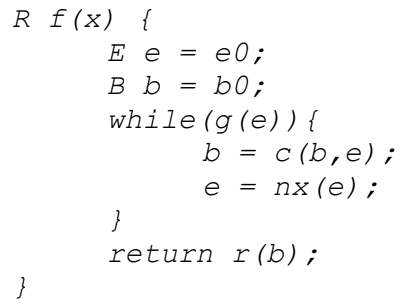 R f(x) {
E e = e0;
B b = b0;
while(g(e)){
b = c(b,e);
e = nx(e);
}
return r(b);
}